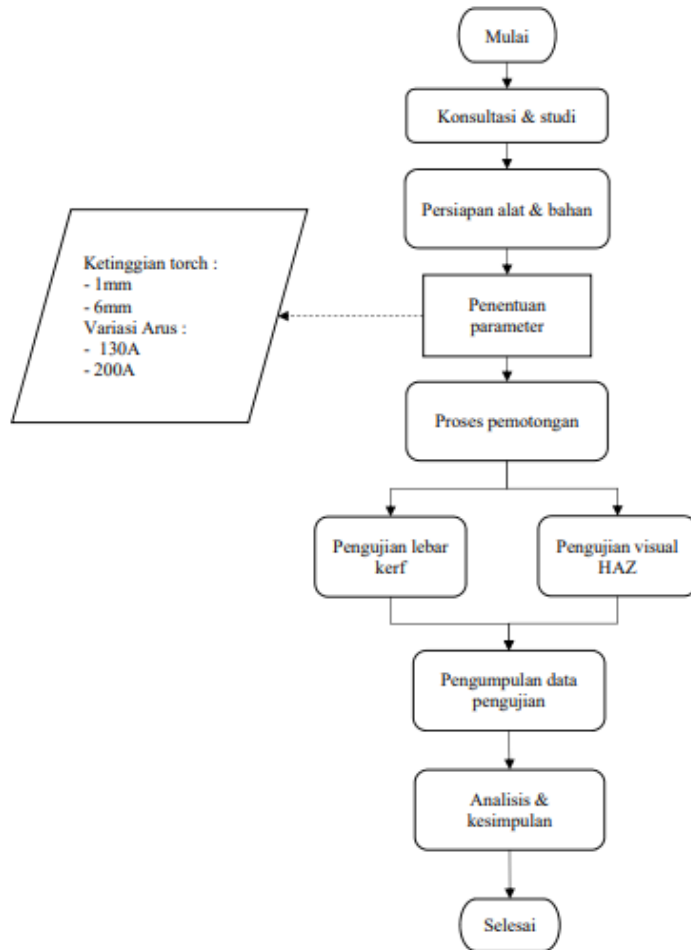 Mulai
Konsultasi & studi
Persiapan alat & bahan
Ketinggian torch :
- 1mm
- 6mm
Variasi Arus :
- 130A
- 200A
Penentuan
parameter
Proses pemotongan
Pengujian lebar
kerf
Pengujian visual
HAZ
Pengumpulan data
pengujian
Analisis &
kesimpulan
Selesai